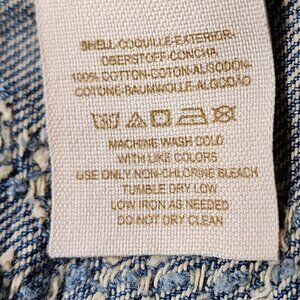 SHELL-COQUILLE-EXTERIOR-
OBERSTOFF-CONCHA
100% COTTON-COTON-ALGODON-
COTONE-BAUMWOLLE-ALGODAO
MACHINE WASH COLD
WITH LIKE COLORS
USE ONLY NON-CHLORINE BLEACH
TUMBLE DRY LOW
LOW IRON AS NEEDED
DO NOT DRY CLEAN